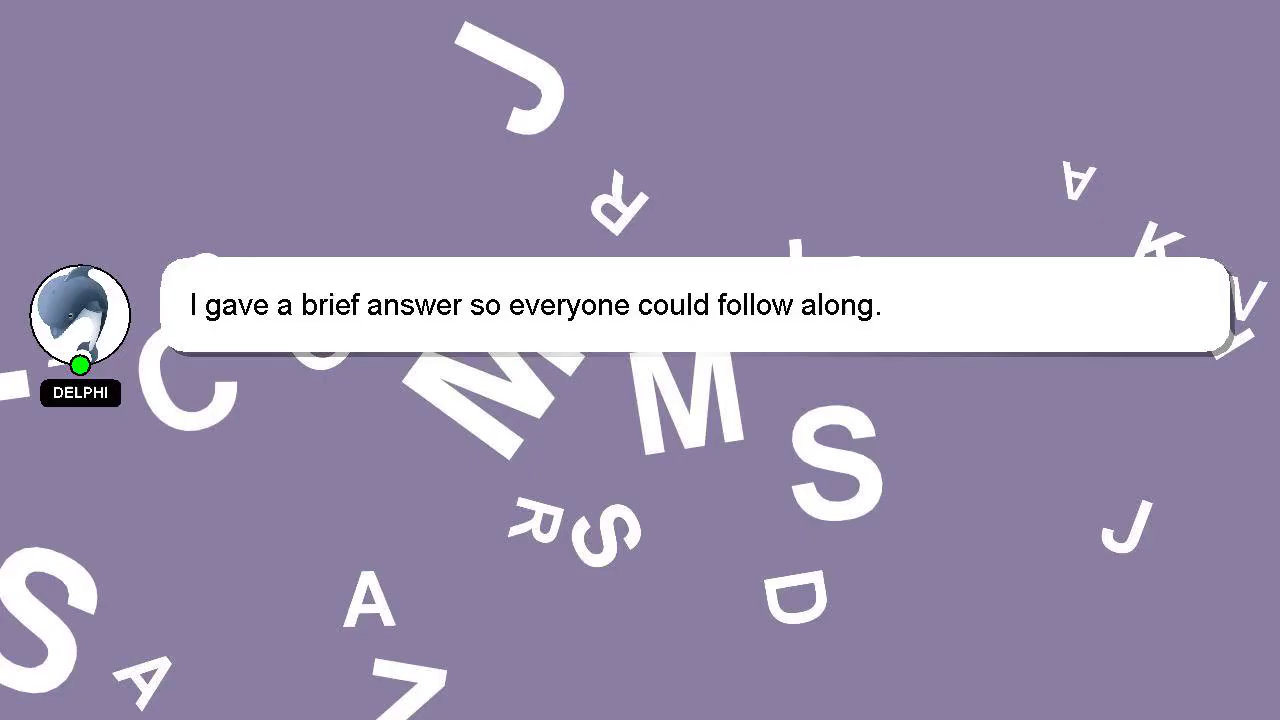 J
R
A
K
I gave a brief answer so everyone could follow along.
V
DELPHI
C
M
M
S
R
S
J
S
A
D
A
Z